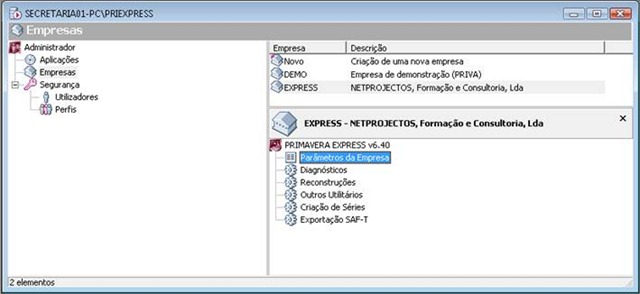 SECRETARIA01-PC\PRIEXPRESS
Empresas
Administrador
Aplicações
Empresas
Segurança
Utilizadores
Perfis
Empresa Descrição
Novo Criação de uma nova empresa
DEMO Empresa de demonstração (PRIVA)
EXPRESS NETPROJECTOS, Formação e Consultoria, Lda
EXPRESS - NETPROJECTOS, Formação e Consultoria, Lda
PRIMAVERA EXPRESS v6.40
Parâmetros da Empresa
Diagnósticos
Reconstruções
Outros Utilitários
Criação de Séries
Exportação SAF-T
2 elementos